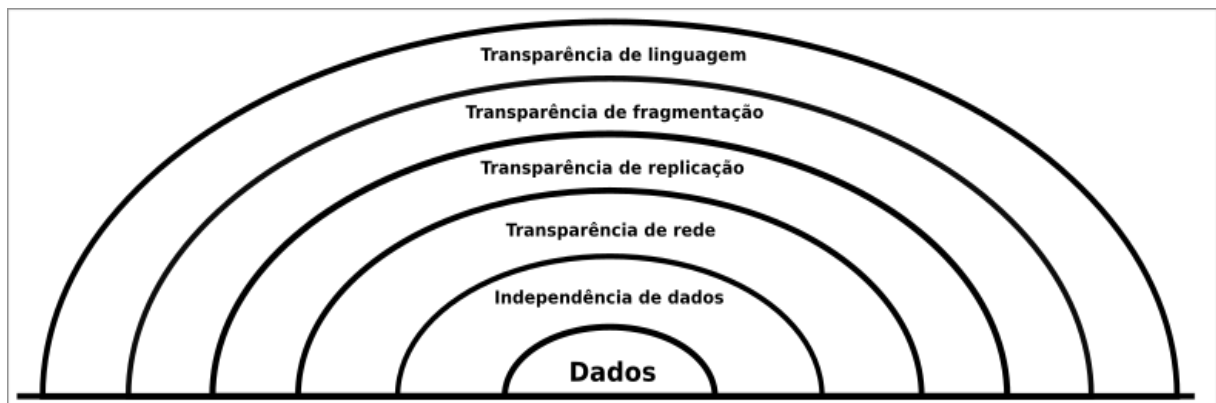 Transparência de linguagem
Transparência de fragmentação
Transparência de replicação
Transparência de rede
Independência de dados
Dados